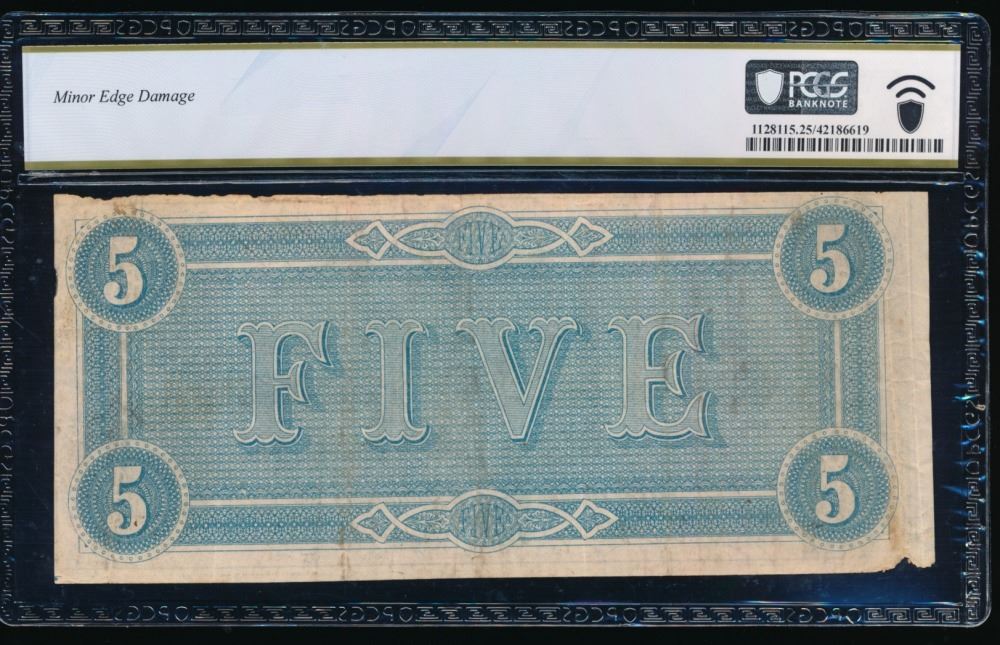 Minor Edge Damage
PCGS
BANKNOTE
1128115.25/42186619
5 FIVE 5
FIVE
5 FIVE 5